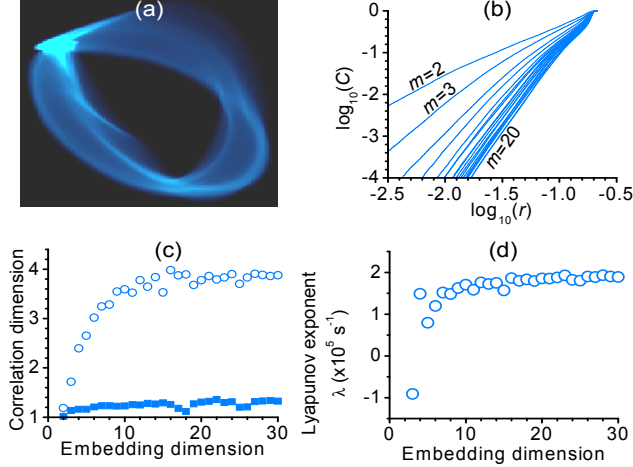 (a)
(b)
log10(C)
0
-1
-2
-3
-4
m=2
m=3
m=20
-2.5
-2.0
-1.5
-1.0
-0.5
log10(r)
(c)
Correlation dimension
4
3
2
1
0
10
20
30
Embedding dimension
(d)
Lyapunov exponent
λ (x10^5 s^-1)
2
1
0
-1
0
10
20
30
Embedding dimension